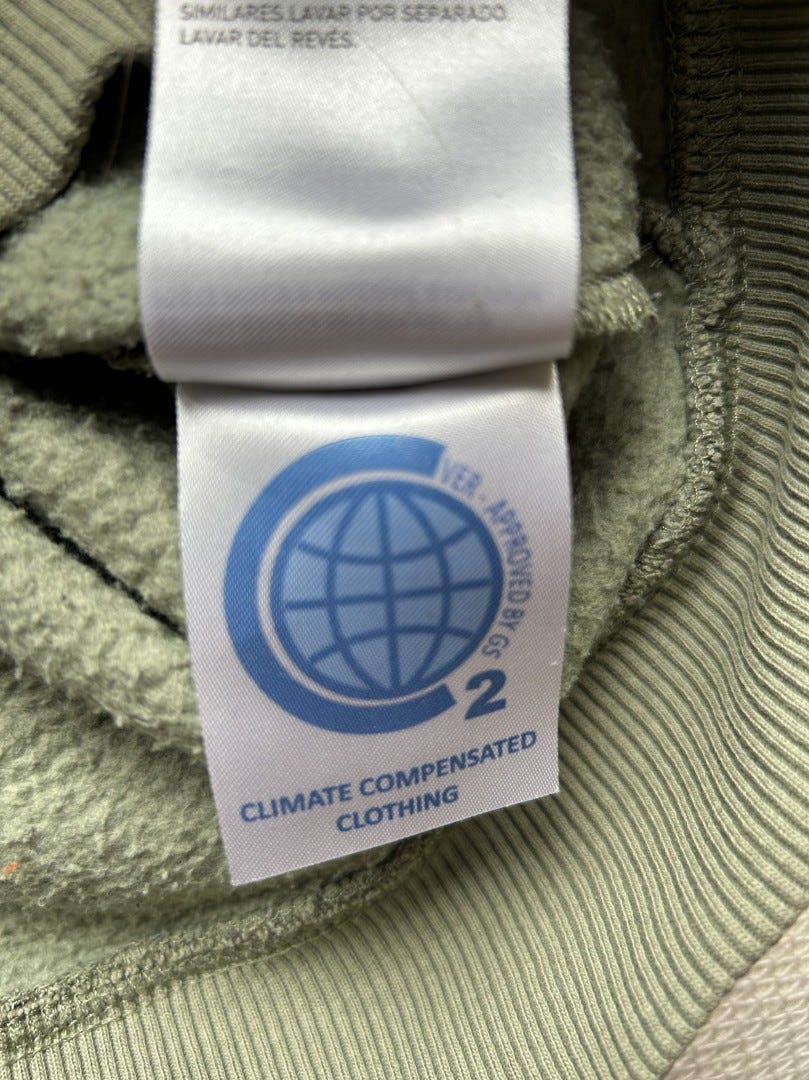 SIMILARES. LAVAR POR SEPARADO.
LAVAR DEL REVÉS.
VER - APPROVED BY GS
2
CLIMATE COMPENSATED
CLOTHING